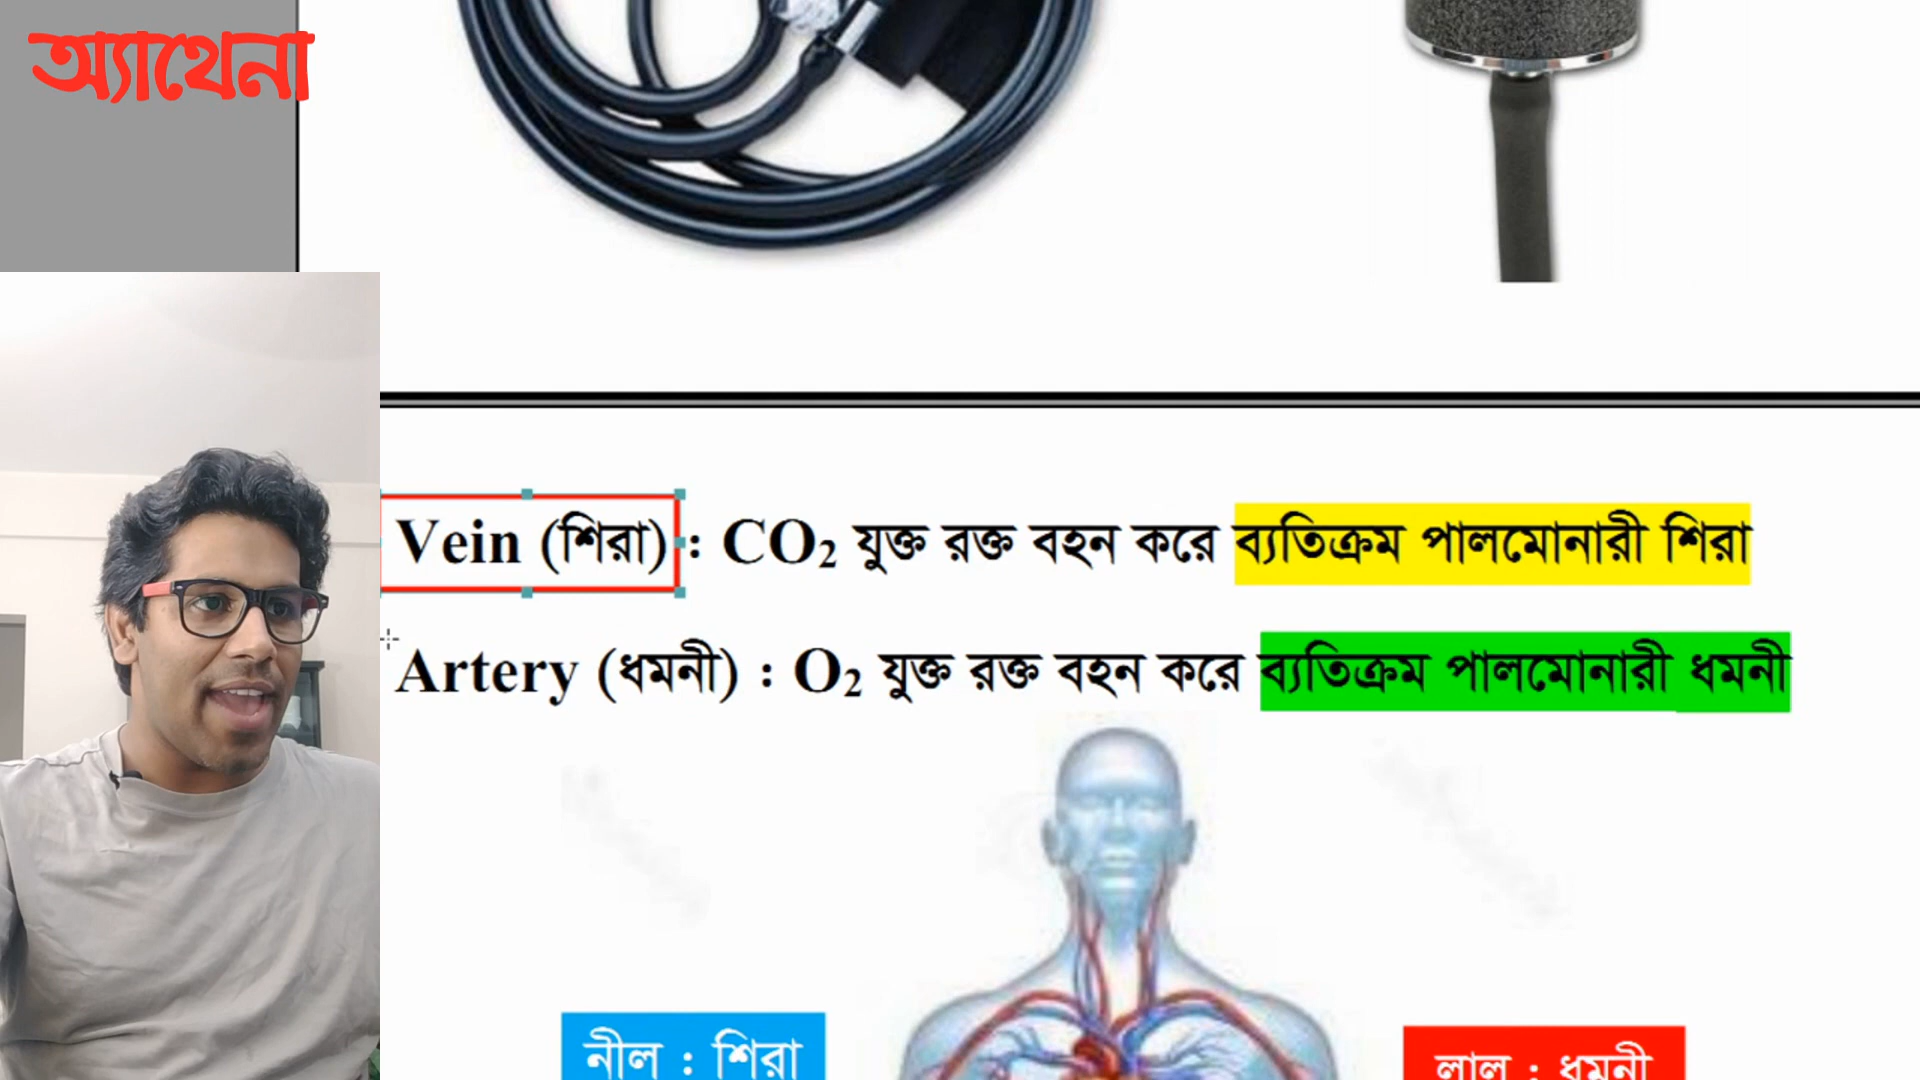 অ্যাথেনা
Vein (শিরা) : CO₂ যুক্ত রক্ত বহন করে ব্যতিক্রম পালমোনারী শিরা
Artery (ধমনী) : O₂ যুক্ত রক্ত বহন করে ব্যতিক্রম পালমোনারী ধমনী
নীল : শিরা
লাল : ধমনী